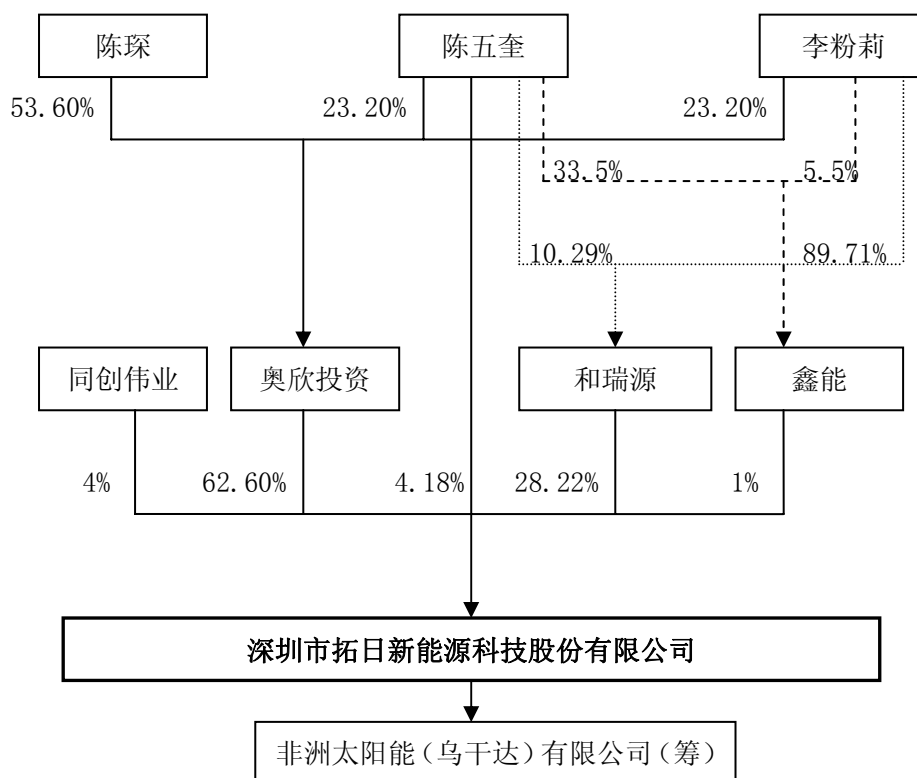 陈琛 陈五奎 李粉莉
53.60% 23.20% 23.20%
33.5% 5.5%
10.29% 89.71%
同创伟业 奥欣投资 和瑞源 鑫能
4% 62.60% 4.18% 28.22% 1%
深圳市拓日新能源科技股份有限公司
非洲太阳能(乌干达)有限公司(筹)